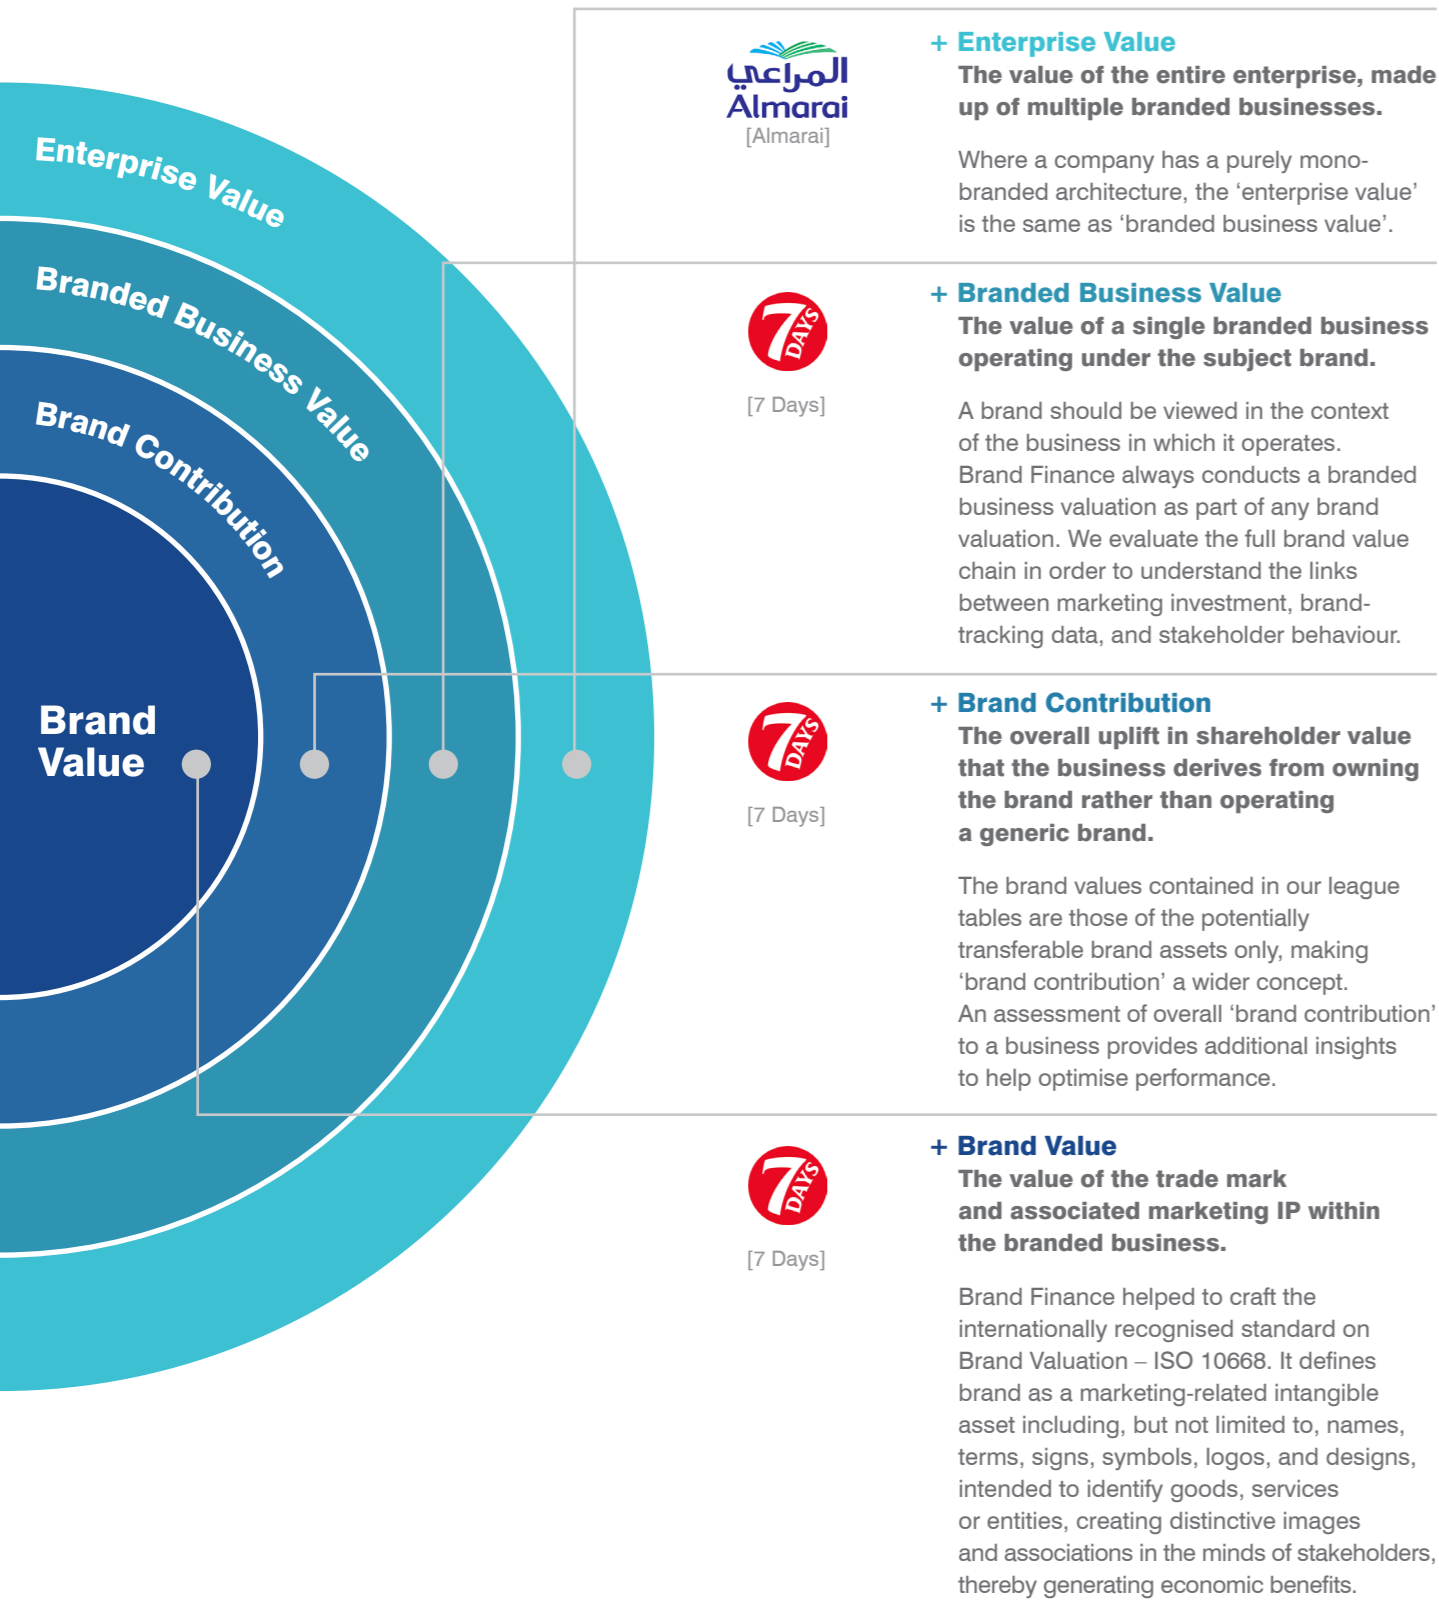 Enterprise Value
Branded Business Value
Brand Contribution
Brand
Value
المراعي
Almarai
[Almarai]
+ Enterprise Value
The value of the entire enterprise, made
up of multiple branded businesses.
Where a company has a purely mono-
branded architecture, the ‘enterprise value’
is the same as ‘branded business value’.
7
DAYS
[7 Days]
+ Branded Business Value
The value of a single branded business
operating under the subject brand.
A brand should be viewed in the context
of the business in which it operates.
Brand Finance always conducts a branded
business valuation as part of any brand
valuation. We evaluate the full brand value
chain in order to understand the links
between marketing investment, brand-
tracking data, and stakeholder behaviour.
7
DAYS
[7 Days]
+ Brand Contribution
The overall uplift in shareholder value
that the business derives from owning
the brand rather than operating
a generic brand.
The brand values contained in our league
tables are those of the potentially
transferable brand assets only, making
‘brand contribution’ a wider concept.
An assessment of overall ‘brand contribution’
to a business provides additional insights
to help optimise performance.
7
DAYS
[7 Days]
+ Brand Value
The value of the trade mark
and associated marketing IP within
the branded business.
Brand Finance helped to craft the
internationally recognised standard on
Brand Valuation – ISO 10668. It defines
brand as a marketing-related intangible
asset including, but not limited to, names,
terms, signs, symbols, logos, and designs,
intended to identify goods, services
or entities, creating distinctive images
and associations in the minds of stakeholders,
thereby generating economic benefits.